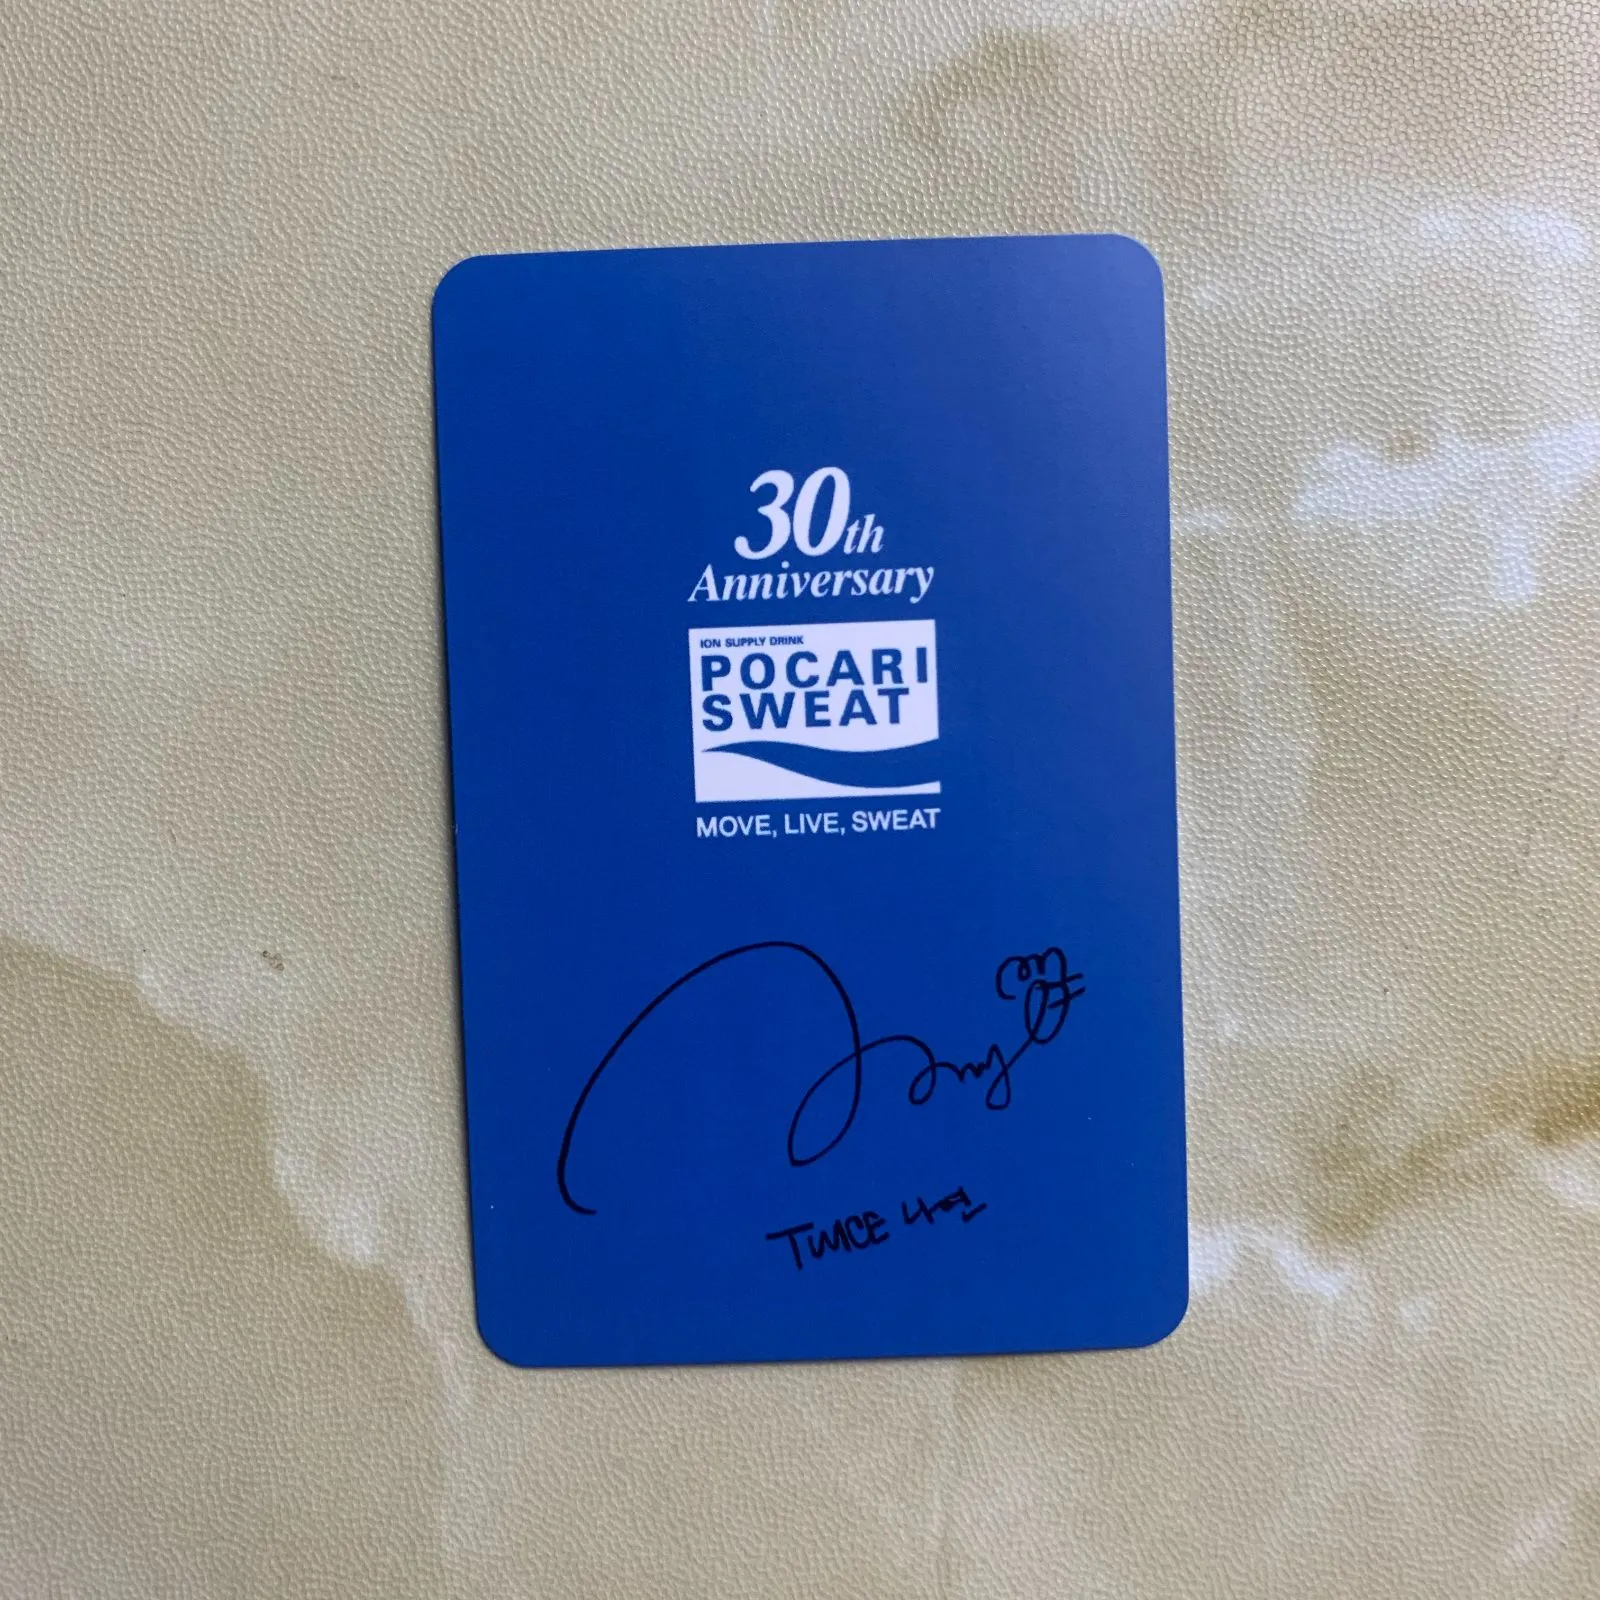 30th
Anniversary
ION SUPPLY DRINK
POCARI
SWEAT
MOVE, LIVE, SWEAT
TWICE 나연